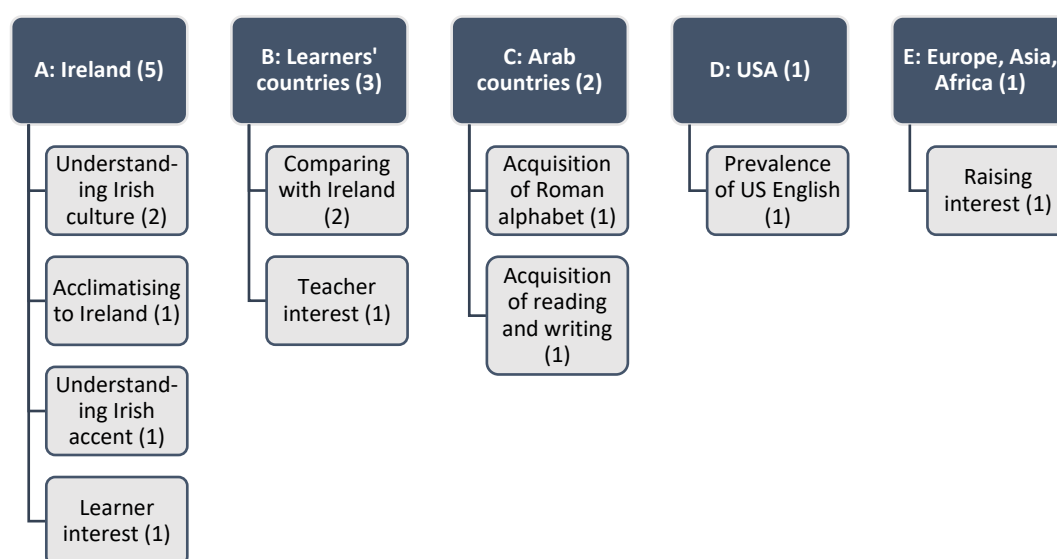 A: Ireland (5)
Understand-
ing Irish
culture (2)
Acclimatising
to Ireland (1)
Understand-
ing Irish
accent (1)
Learner
interest (1)
B: Learners'
countries (3)
Comparing
with Ireland
(2)
Teacher
interest (1)
C: Arab
countries (2)
Acquisition
of Roman
alphabet (1)
Acquisition
of reading
and writing
(1)
D: USA (1)
Prevalence
of US English
(1)
E: Europe, Asia,
Africa (1)
Raising
interest (1)